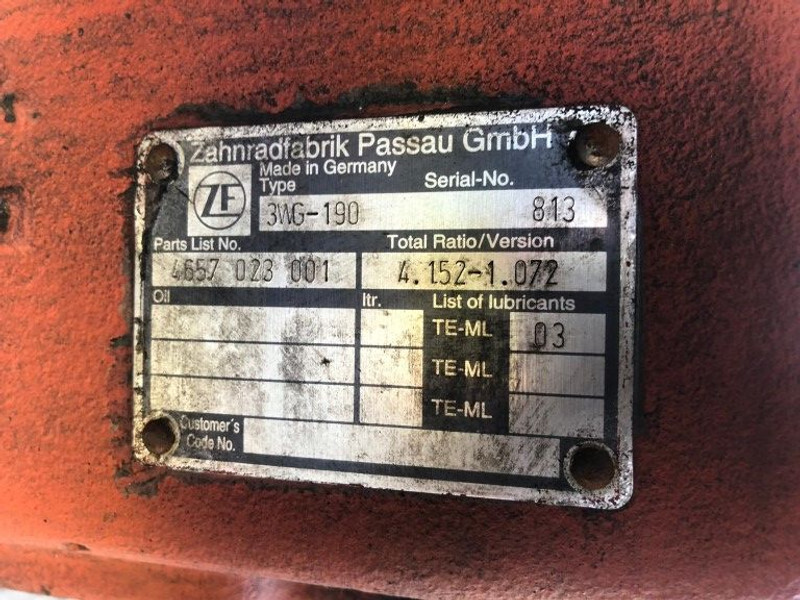 Zahnradfabrik Passau GmbH
Made in Germany
ZF
Type Serial-No.
3WG-190 813
Parts List No. Total Ratio/Version
4657 023 001 4.152-1.072
Oil ltr. List of lubricants
TE-ML 03
TE-ML
TE-ML
Customer's
Code No.